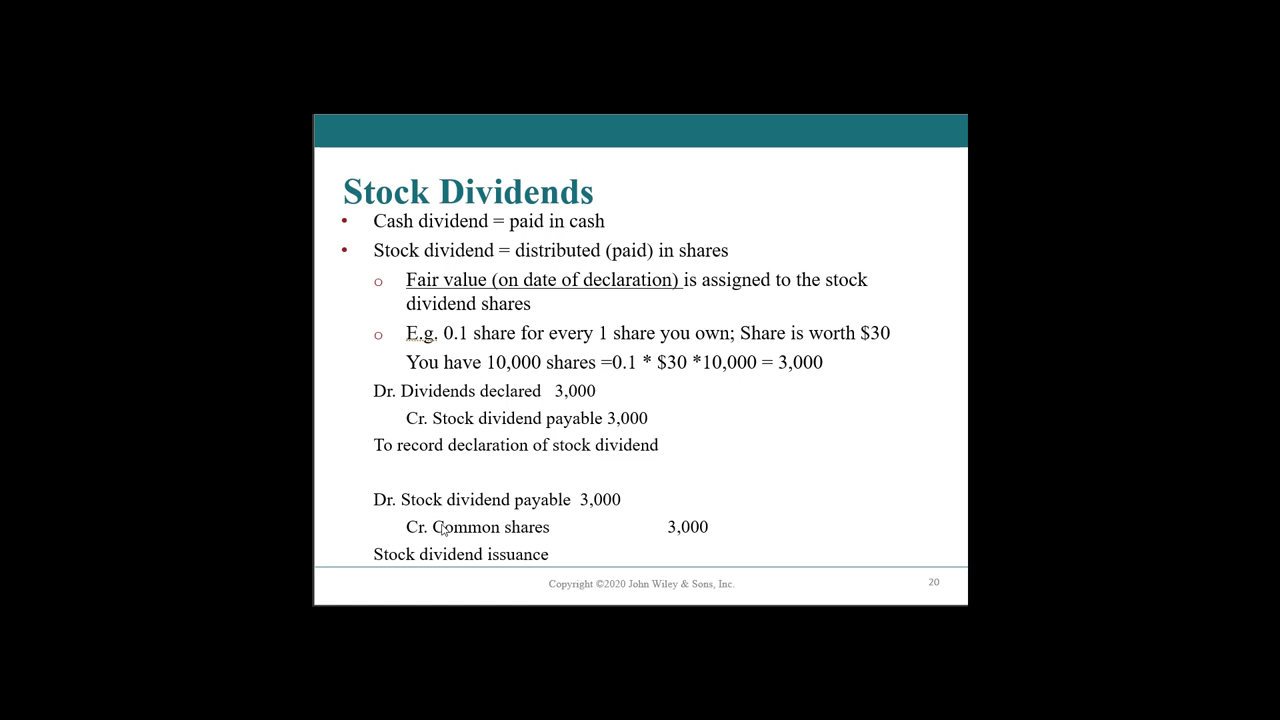 Stock Dividends
• Cash dividend = paid in cash
• Stock dividend = distributed (paid) in shares
o Fair value (on date of declaration) is assigned to the stock
dividend shares
o E.g. 0.1 share for every 1 share you own; Share is worth $30
You have 10,000 shares =0.1 * $30 *10,000 = 3,000
Dr. Dividends declared 3,000
Cr. Stock dividend payable 3,000
To record declaration of stock dividend
Dr. Stock dividend payable 3,000
Cr. Common shares 3,000
Stock dividend issuance
Copyright ©2020 John Wiley & Sons, Inc.
20